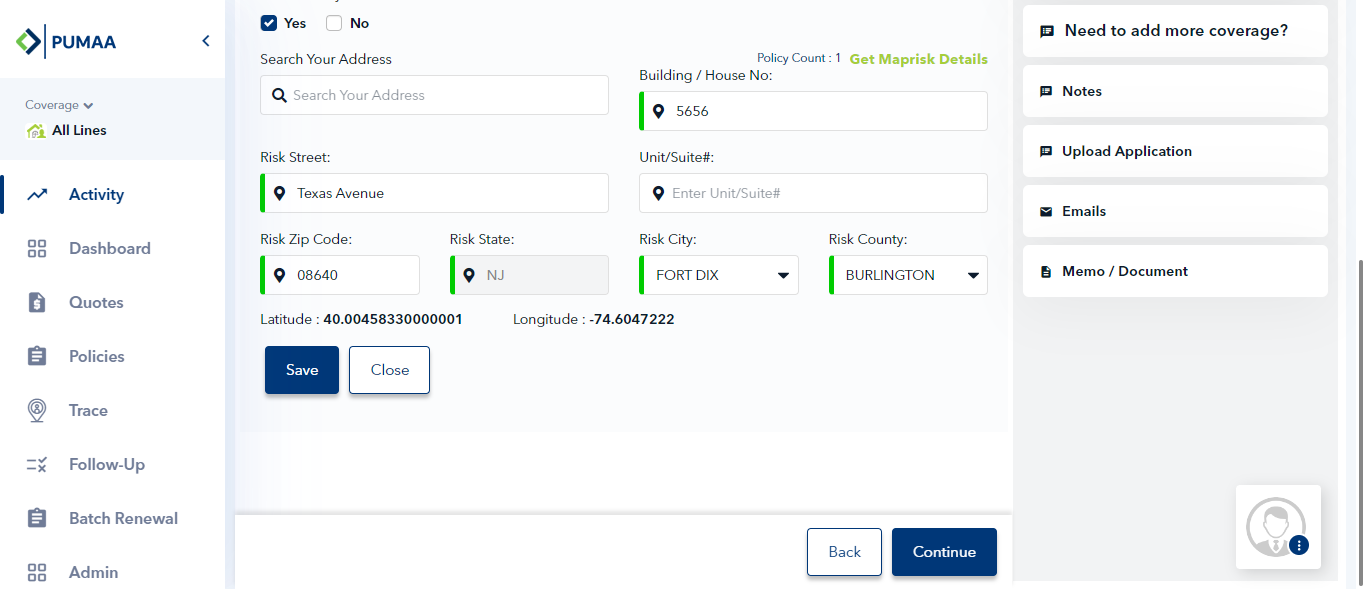 PUMAA
Coverage
All Lines
Activity
Dashboard
Quotes
Policies
Trace
Follow-Up
Batch Renewal
Admin
Yes No
Search Your Address
Search Your Address
Policy Count : 1 Get Maprisk Details
Building / House No:
5656
Risk Street:
Texas Avenue
Unit/Suite#:
Enter Unit/Suite#
Risk Zip Code:
08640
Risk State:
NJ
Risk City:
FORT DIX
Risk County:
BURLINGTON
Latitude : 40.00458330000001 Longitude : -74.6047222
Save Close
Back Continue
Need to add more coverage?
Notes
Upload Application
Emails
Memo / Document